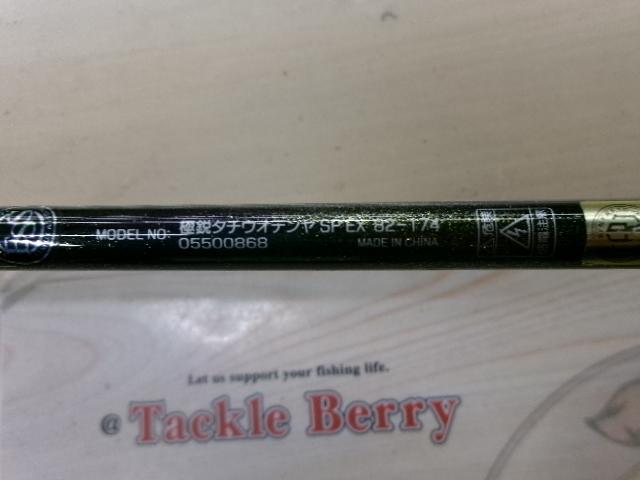 MODEL NO: 極鋭タチウオテンヤ SP EX 82-174
05500868
MADE IN CHINA
Let us support your fishing life.
@ Tackle Berry